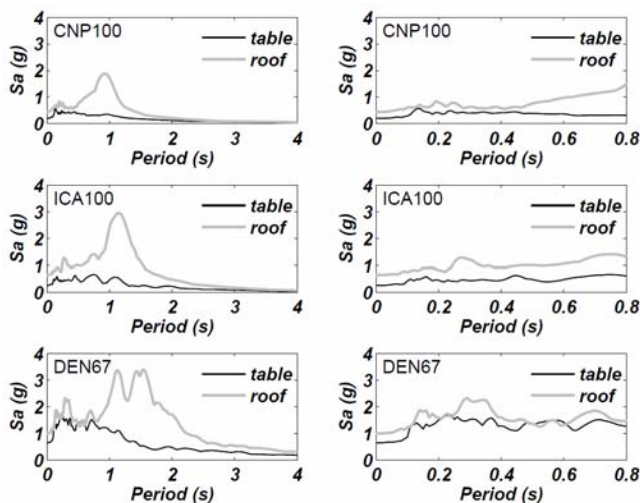 CNP100
table
roof
Sa (g)
4
3
2
1
0
0 1 2 3 4
Period (s)
CNP100
table
roof
Sa (g)
4
3
2
1
0
0 0.2 0.4 0.6 0.8
Period (s)
ICA100
table
roof
Sa (g)
4
3
2
1
0
0 1 2 3 4
Period (s)
ICA100
table
roof
Sa (g)
4
3
2
1
0
0 0.2 0.4 0.6 0.8
Period (s)
DEN67
table
roof
Sa (g)
4
3
2
1
0
0 1 2 3 4
Period (s)
DEN67
table
roof
Sa (g)
4
3
2
1
0
0 0.2 0.4 0.6 0.8
Period (s)